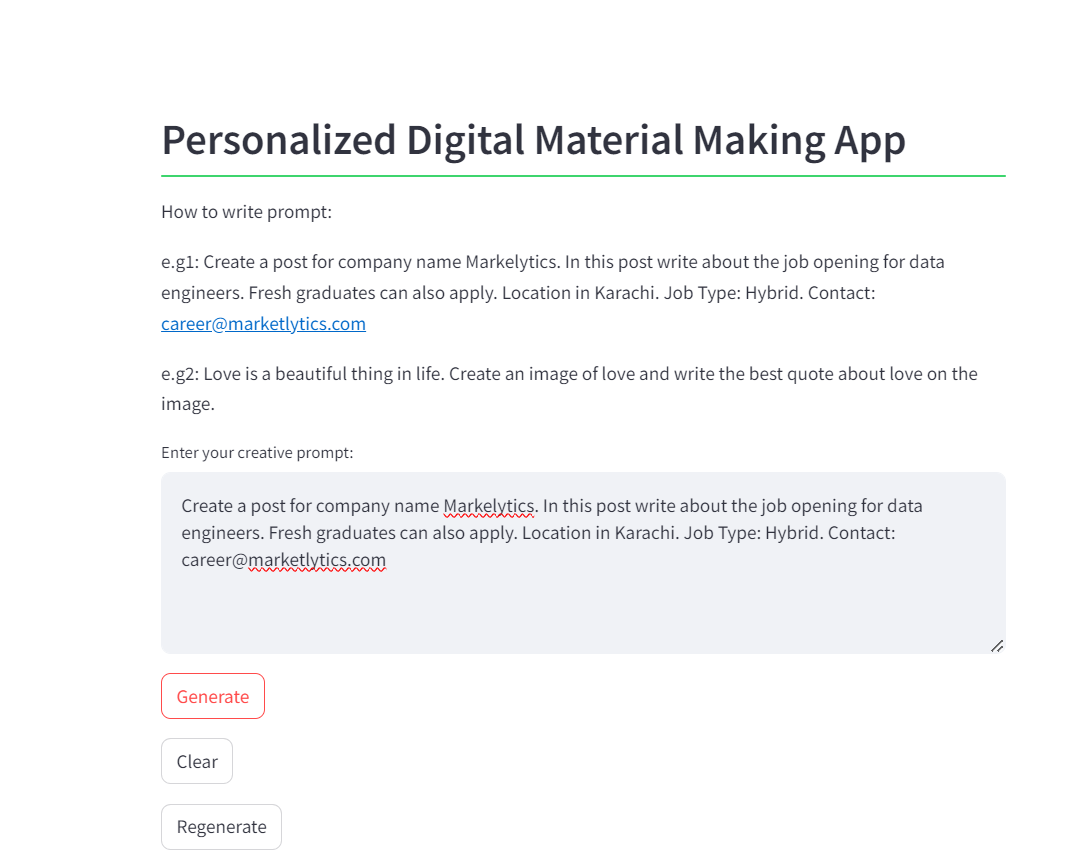 Personalized Digital Material Making App
How to write prompt:
e.g1: Create a post for company name Markelytics. In this post write about the job opening for data
engineers. Fresh graduates can also apply. Location in Karachi. Job Type: Hybrid. Contact:
career@marketlytics.com
e.g2: Love is a beautiful thing in life. Create an image of love and write the best quote about love on the
image.
Enter your creative prompt:
Create a post for company name Markelytics. In this post write about the job opening for data
engineers. Fresh graduates can also apply. Location in Karachi. Job Type: Hybrid. Contact:
career@marketlytics.com
Generate
Clear
Regenerate